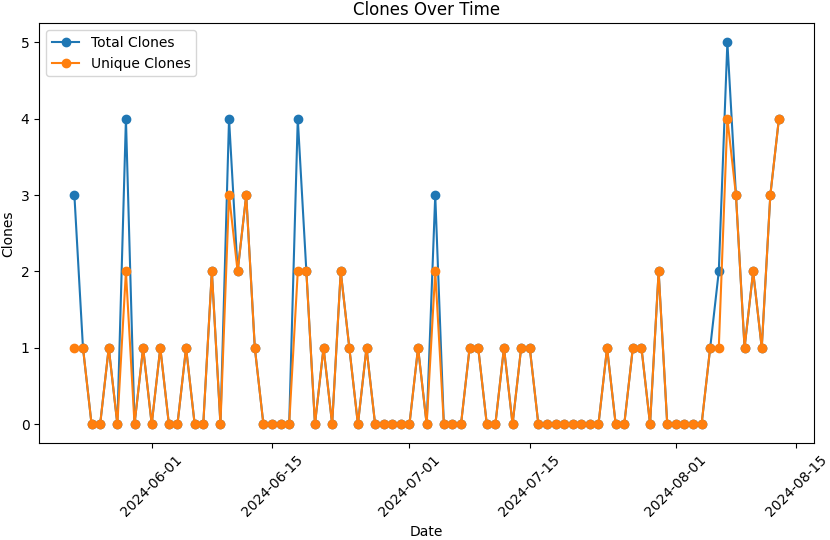 Clones Over Time
Total Clones
Unique Clones
5
4
3
2
1
0
Clones
2024-06-01
2024-06-15
2024-07-01
2024-07-15
2024-08-01
2024-08-15
Date